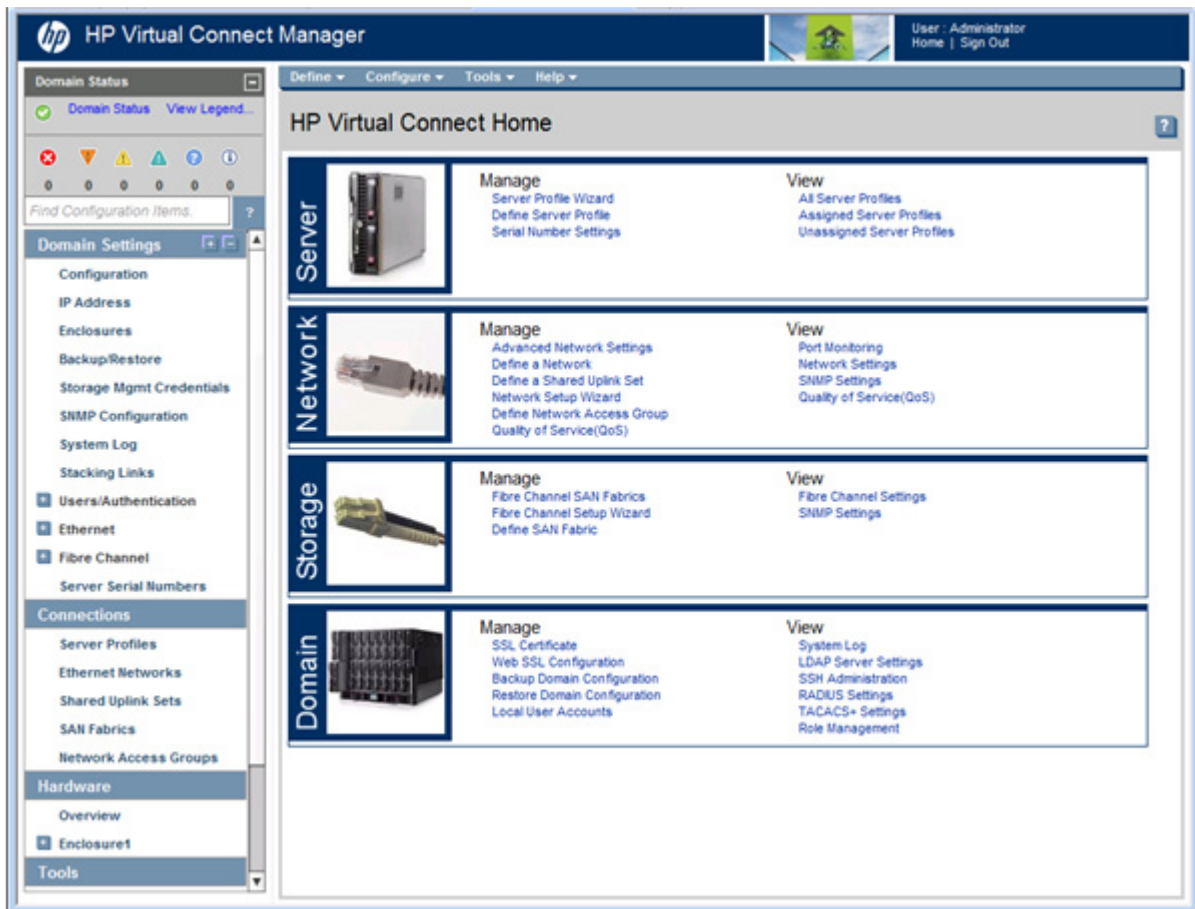 hp HP Virtual Connect Manager
User : Administrator
Home | Sign Out
Domain Status
Domain Status View Legend...
0 0 0 0 0 0
Find Configuration Items. ?
Domain Settings
Configuration
IP Address
Enclosures
Backup/Restore
Storage Mgmt Credentials
SNMP Configuration
System Log
Stacking Links
Users/Authentication
Ethernet
Fibre Channel
Server Serial Numbers
Connections
Server Profiles
Ethernet Networks
Shared Uplink Sets
SAN Fabrics
Network Access Groups
Hardware
Overview
Enclosure1
Tools
Define Configure Tools Help
HP Virtual Connect Home ?
Server
Manage
Server Profile Wizard
Define Server Profile
Serial Number Settings
View
All Server Profiles
Assigned Server Profiles
Unassigned Server Profiles
Network
Manage
Advanced Network Settings
Define a Network
Define a Shared Uplink Set
Network Setup Wizard
Define Network Access Group
Quality of Service(QoS)
View
Port Monitoring
Network Settings
SNMP Settings
Quality of Service(QoS)
Storage
Manage
Fibre Channel SAN Fabrics
Fibre Channel Setup Wizard
Define SAN Fabric
View
Fibre Channel Settings
SNMP Settings
Domain
Manage
SSL Certificate
Web SSL Configuration
Backup Domain Configuration
Restore Domain Configuration
Local User Accounts
View
System Log
LDAP Server Settings
SSH Administration
RADIUS Settings
TACACS+ Settings
Role Management